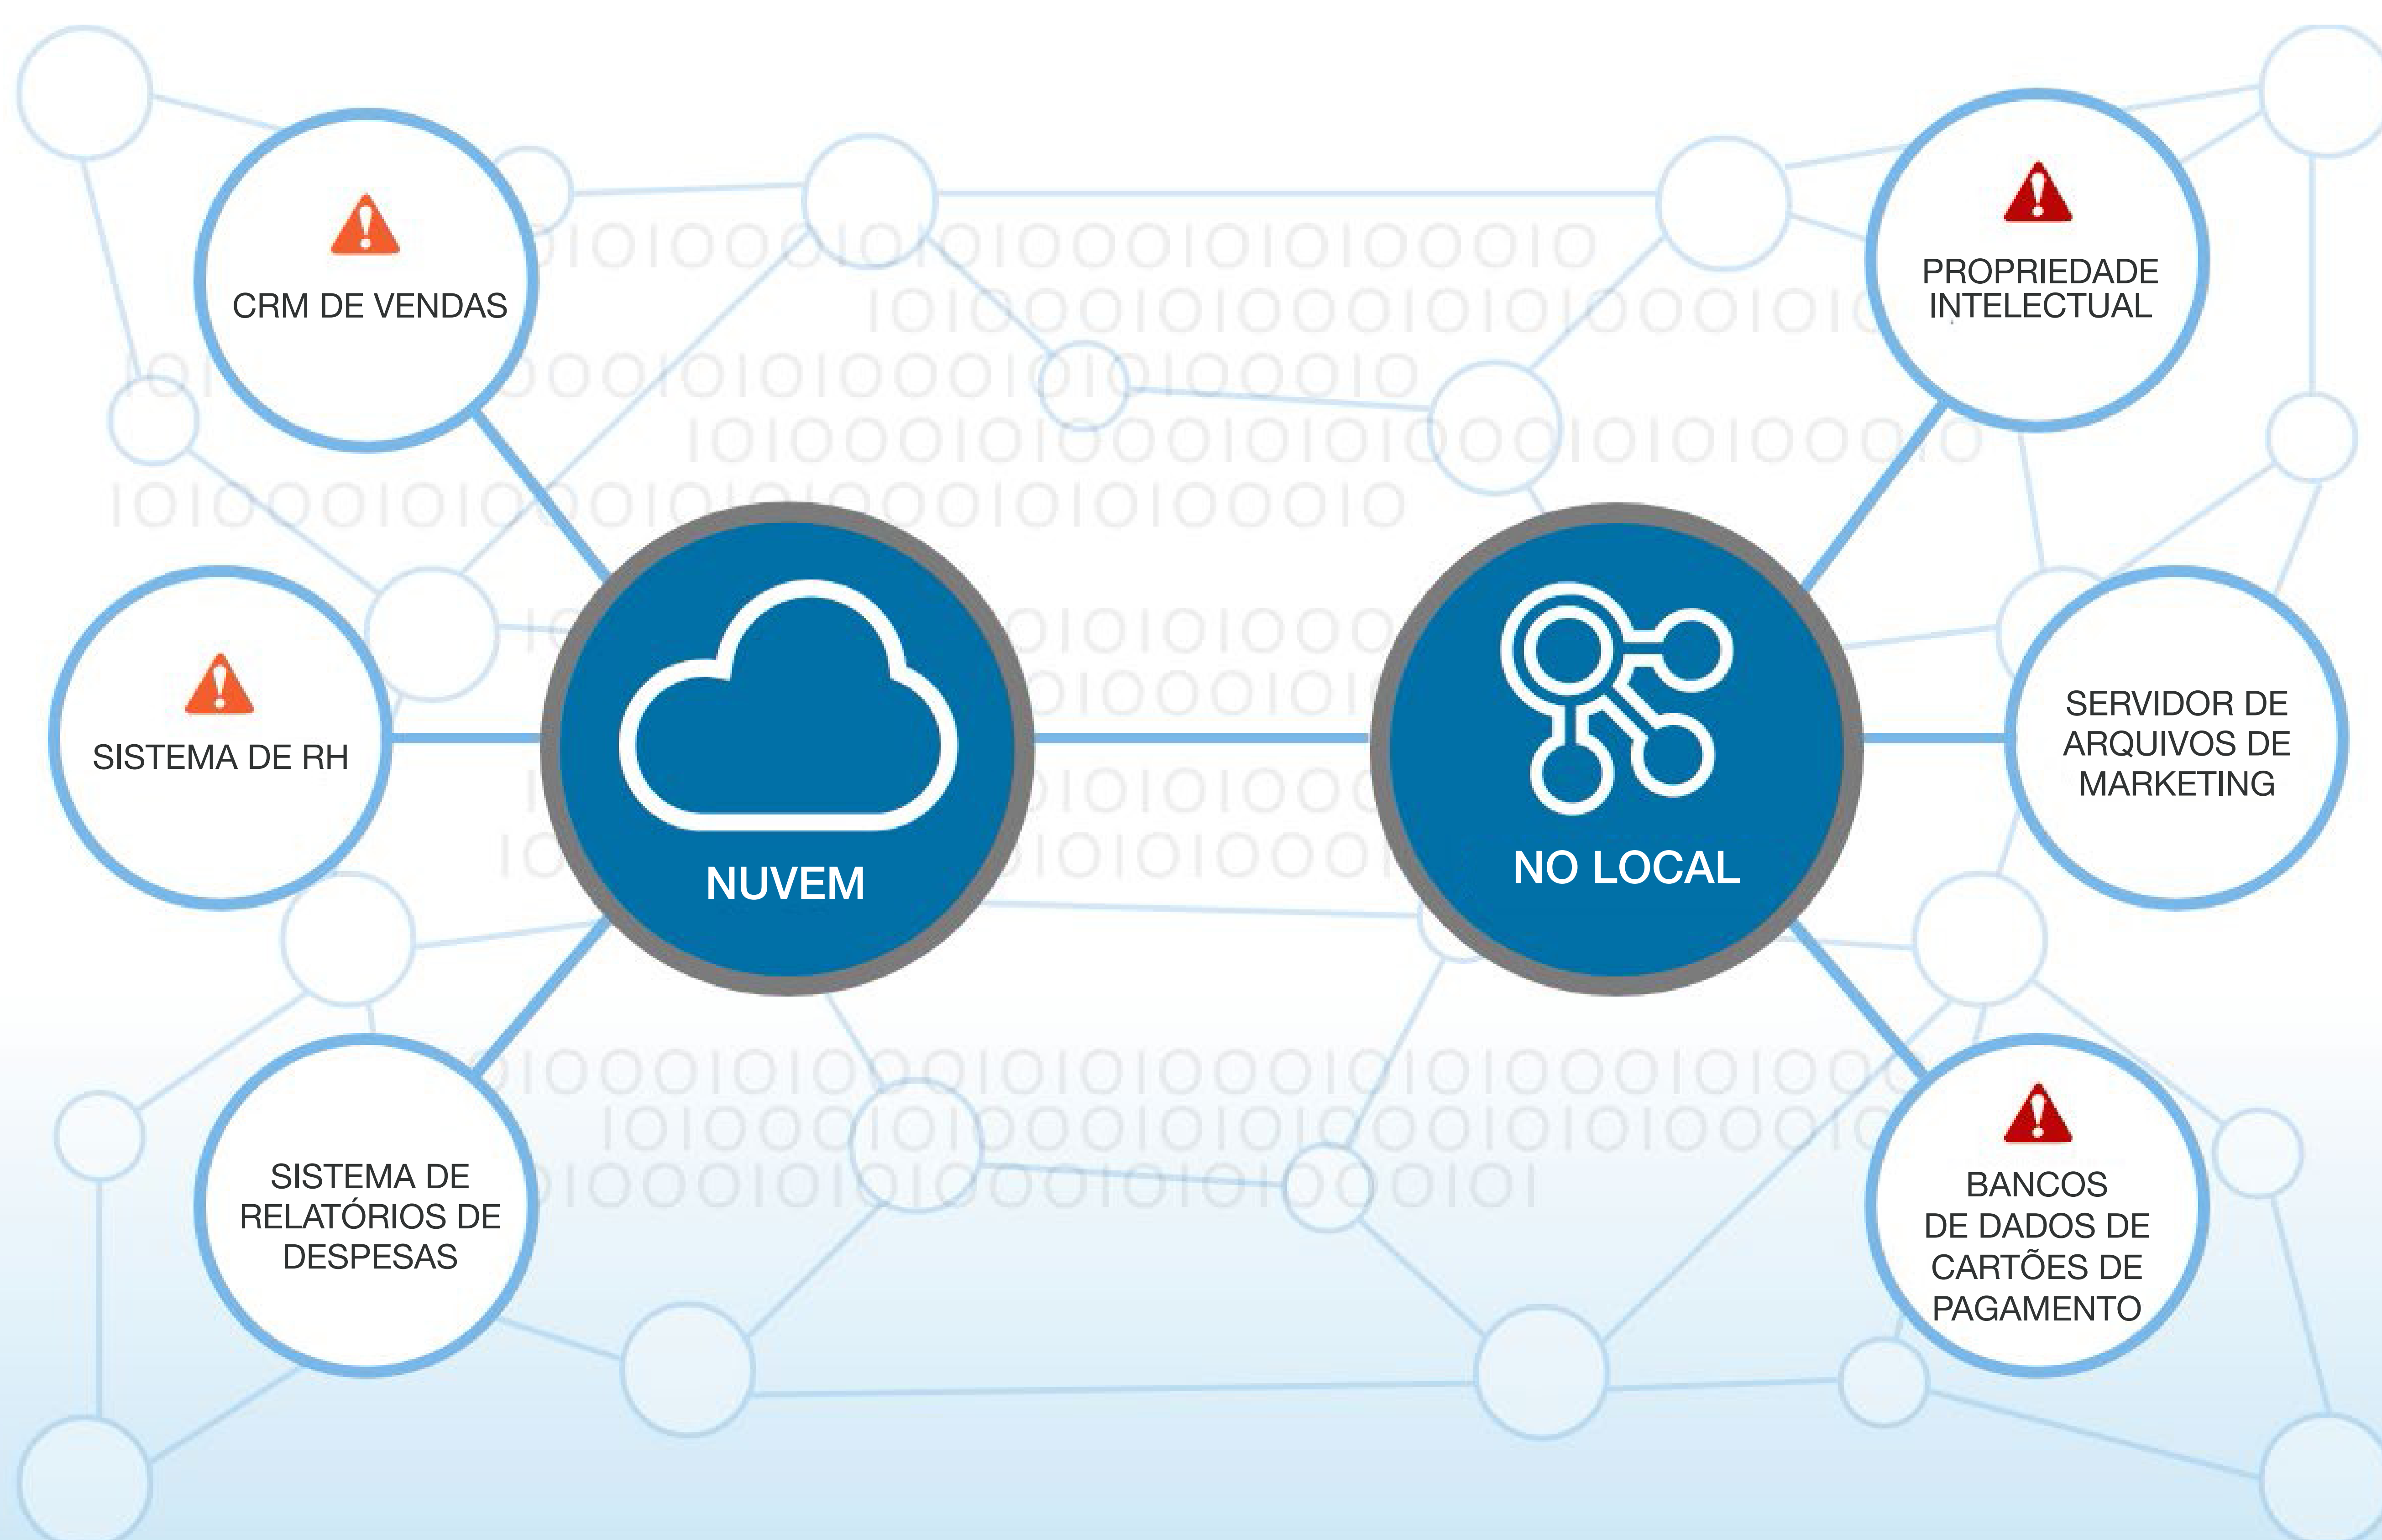 CRM DE VENDAS
SISTEMA DE RH
SISTEMA DE
RELATÓRIOS DE
DESPESAS
NUVEM
NO LOCAL
PROPRIEDADE
INTELECTUAL
SERVIDOR DE
ARQUIVOS DE
MARKETING
BANCOS
DE DADOS DE
CARTÕES DE
PAGAMENTO